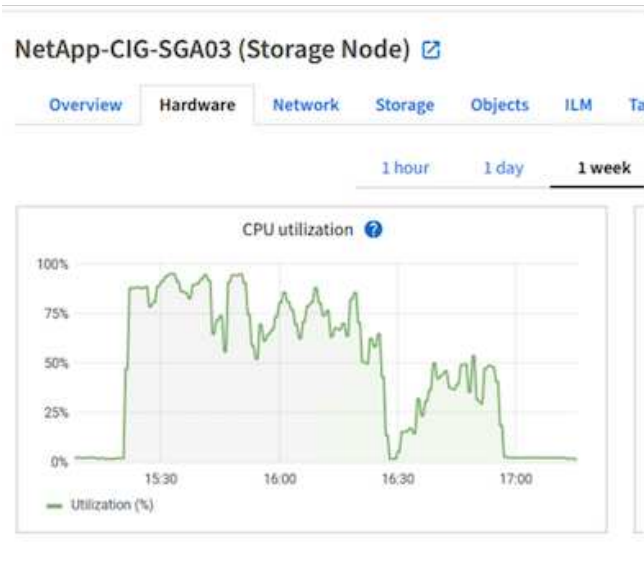 NetApp-CIG-SGA03 (Storage Node)
Overview Hardware Network Storage Objects ILM Ta
1 hour 1 day 1 week
CPU utilization ?
100%
75%
50%
25%
0%
15:30 16:00 16:30 17:00
Utilization (%)